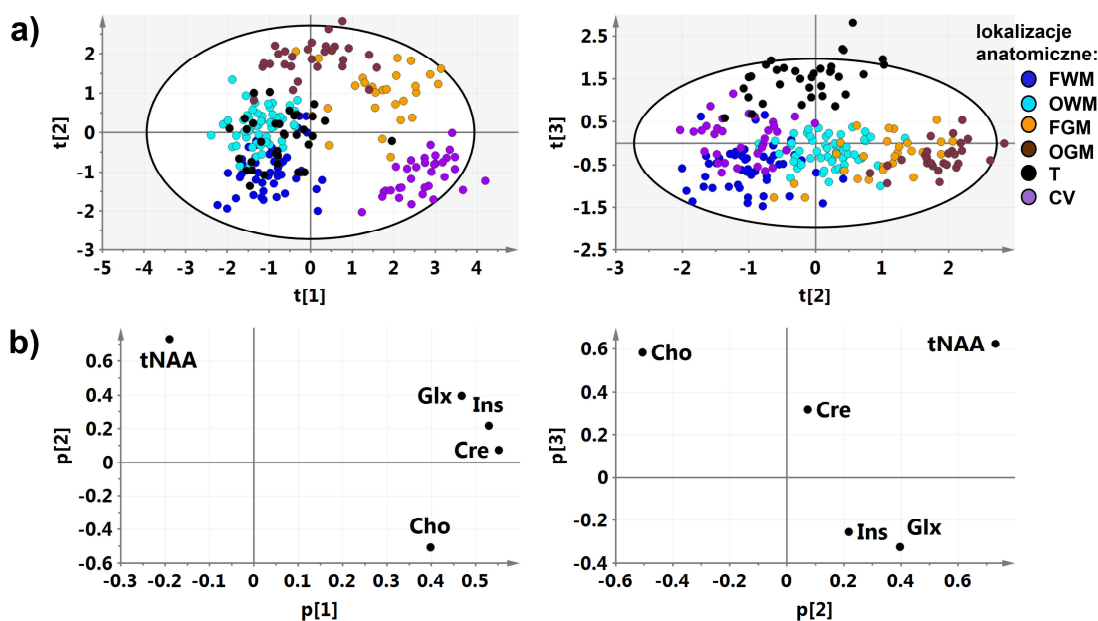 a)
t[2]
2
1
0
-1
-2
-3
-5 -4 -3 -2 -1 0 1 2 3 4 5
t[1]
t[3]
2.5
1.5
0.5
-0.5
-1.5
-2.5
-3 -2 -1 0 1 2 3
t[2]
lokalizacje
anatomiczne:
FWM
OWM
FGM
OGM
T
CV
b)
p[2]
0.6
0.4
0.2
0
-0.2
-0.4
-0.6
tNAA
Glx
Ins
Cre
Cho
-0.3 -0.2 -0.1 0 0.1 0.2 0.3 0.4 0.5
p[1]
p[3]
0.6
0.4
0.2
0
-0.2
-0.4
Cho
tNAA
Cre
Ins
Glx
-0.6 -0.4 -0.2 0 0.2 0.4 0.6
p[2]